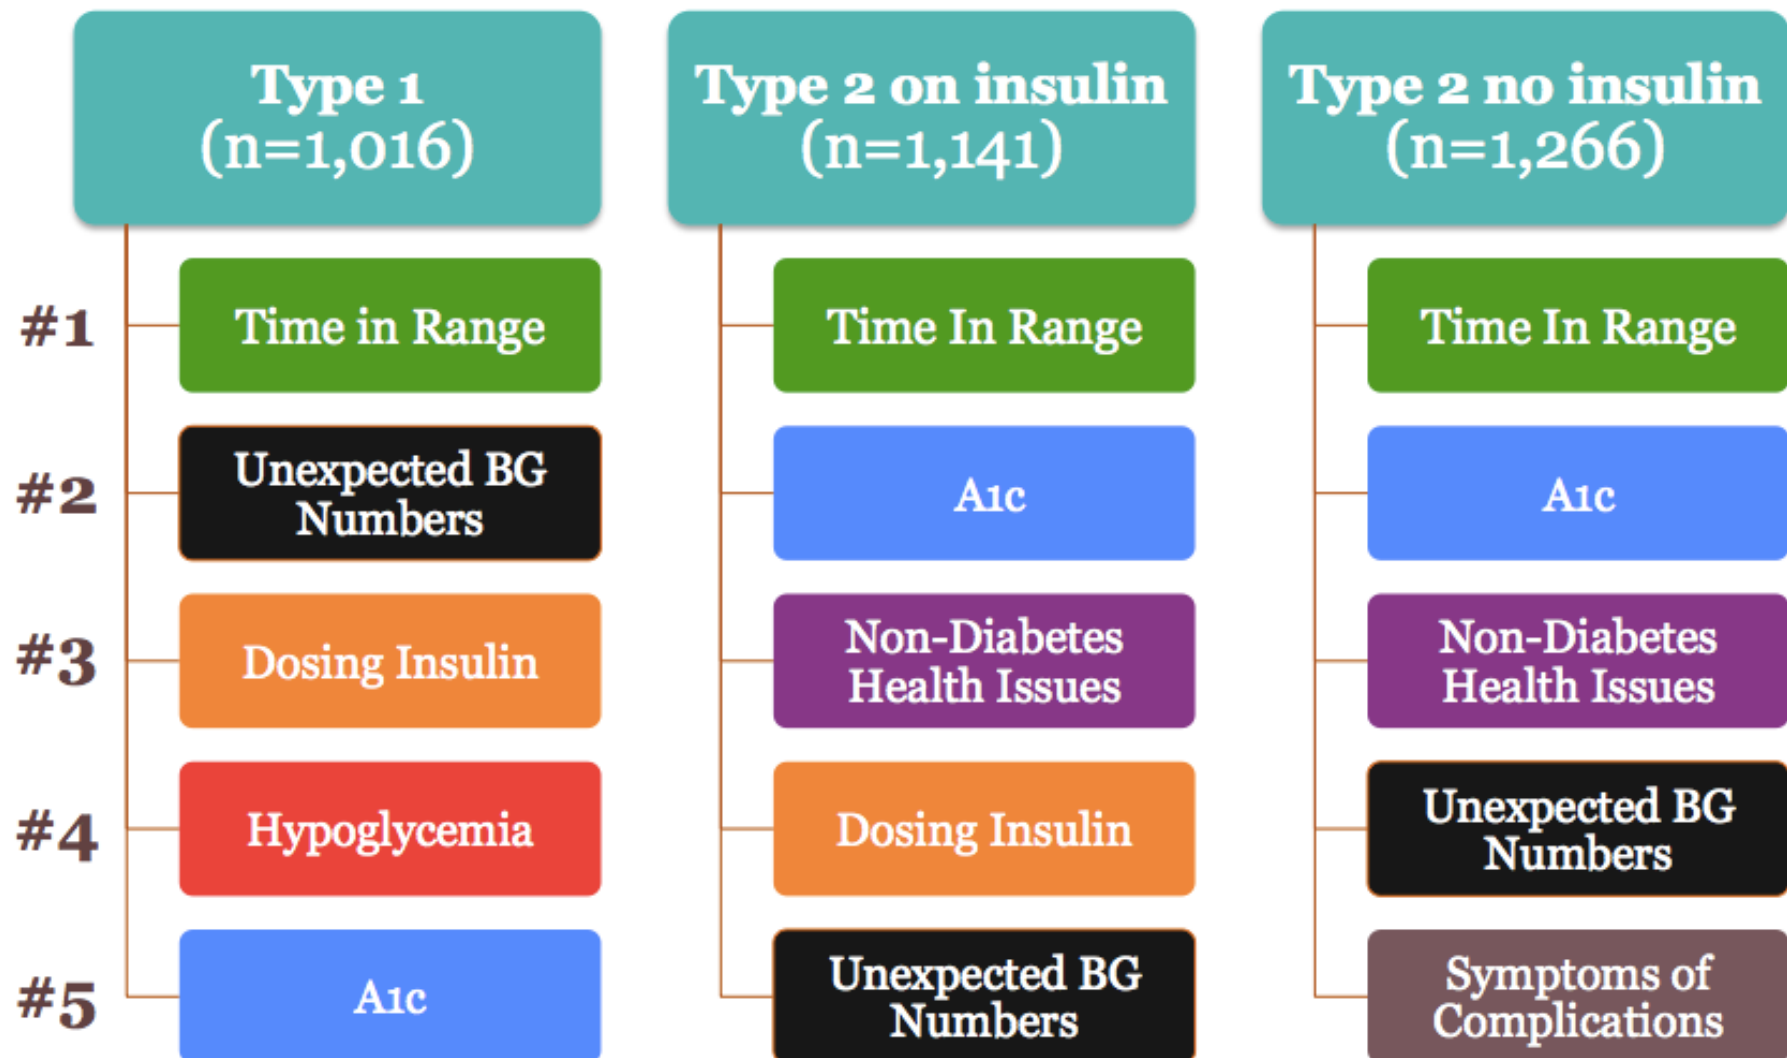 Type 1
(n=1,016)
Type 2 on insulin
(n=1,141)
Type 2 no insulin
(n=1,266)
#1
Time in Range
Time In Range
Time In Range
#2
Unexpected BG
Numbers
A1c
A1c
#3
Dosing Insulin
Non-Diabetes
Health Issues
Non-Diabetes
Health Issues
#4
Hypoglycemia
Dosing Insulin
Unexpected BG
Numbers
#5
A1c
Unexpected BG
Numbers
Symptoms of
Complications